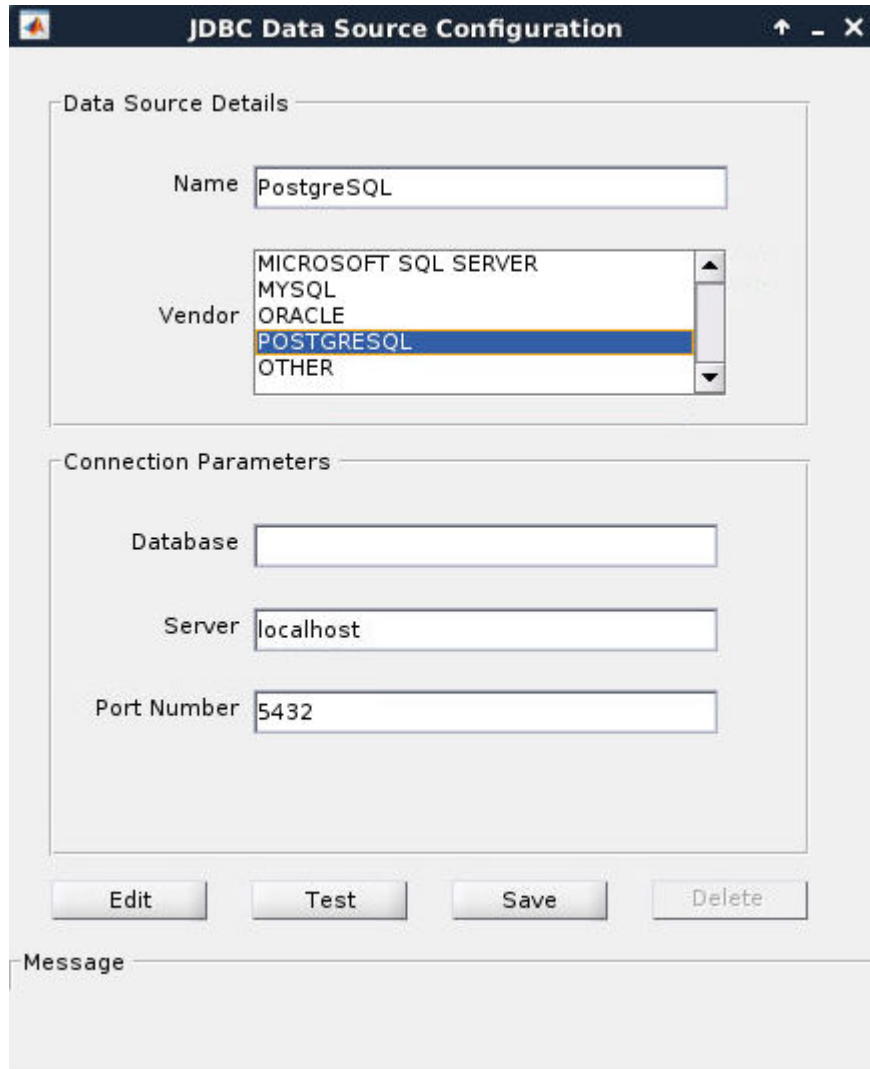 JDBC Data Source Configuration
Data Source Details
Name PostgreSQL
MICROSOFT SQL SERVER
MYSQL
Vendor ORACLE
POSTGRESQL
OTHER
Connection Parameters
Database
Server localhost
Port Number 5432
Edit Test Save Delete
Message